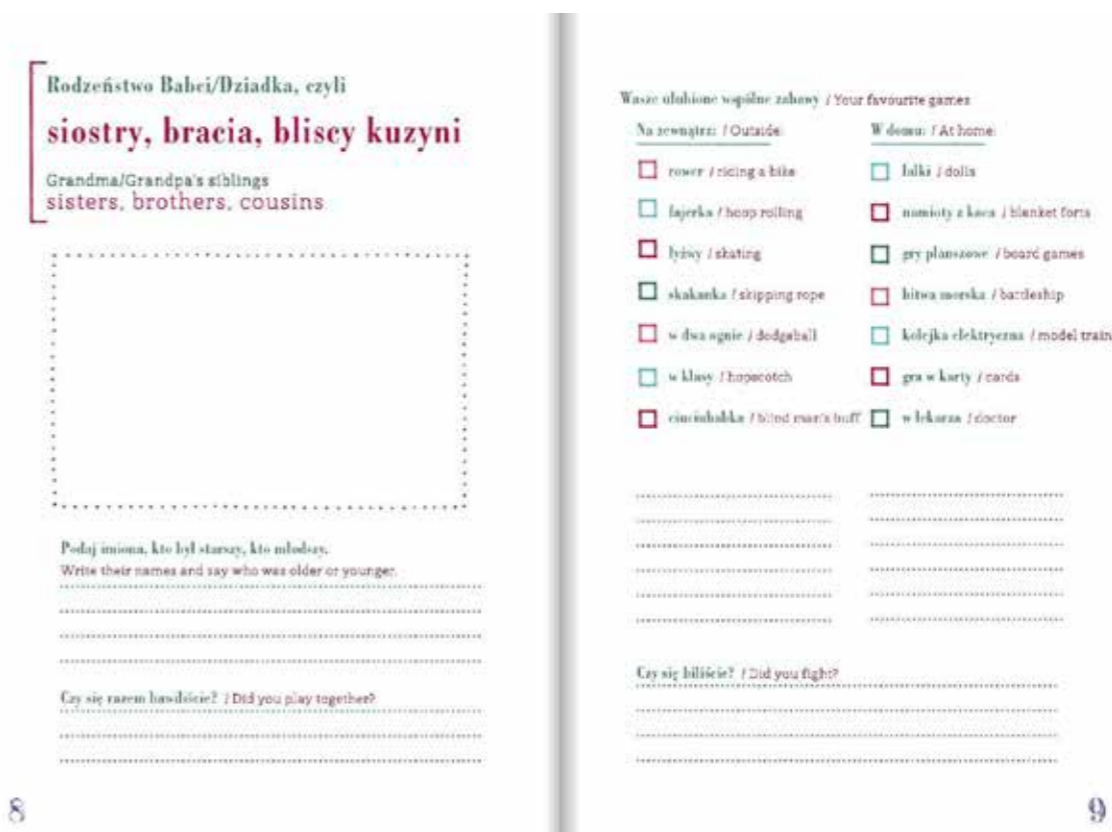 Rodzeństwo Babci/Dziadka, czyli
siostry, bracia, bliscy kuzyni
Grandma/Grandpa's siblings
sisters, brothers, cousins
Podaj imiona, kto był starszy, kto młodszy.
Write their names and say who was older or younger.
Czy się razem bawiliście? / Did you play together?
8
Wasze ulubione wspólne zabawy / Your favourite games
Na zewnątrz: / Outside:
rower / riding a bike
fajerka / hoop rolling
łyżwy / skating
skakanka / skipping rope
w dwa ognie / dodgeball
w klasy / hopscotch
ciuciubabka / blind man's buff
W domu: / At home:
lalki / dolls
namioty z koca / blanket forts
gry planszowe / board games
bitwa morska / battleship
kolejka elektryczna / model train
gra w karty / cards
w lekarza / doctor
Czy się biliście? / Did you fight?
9